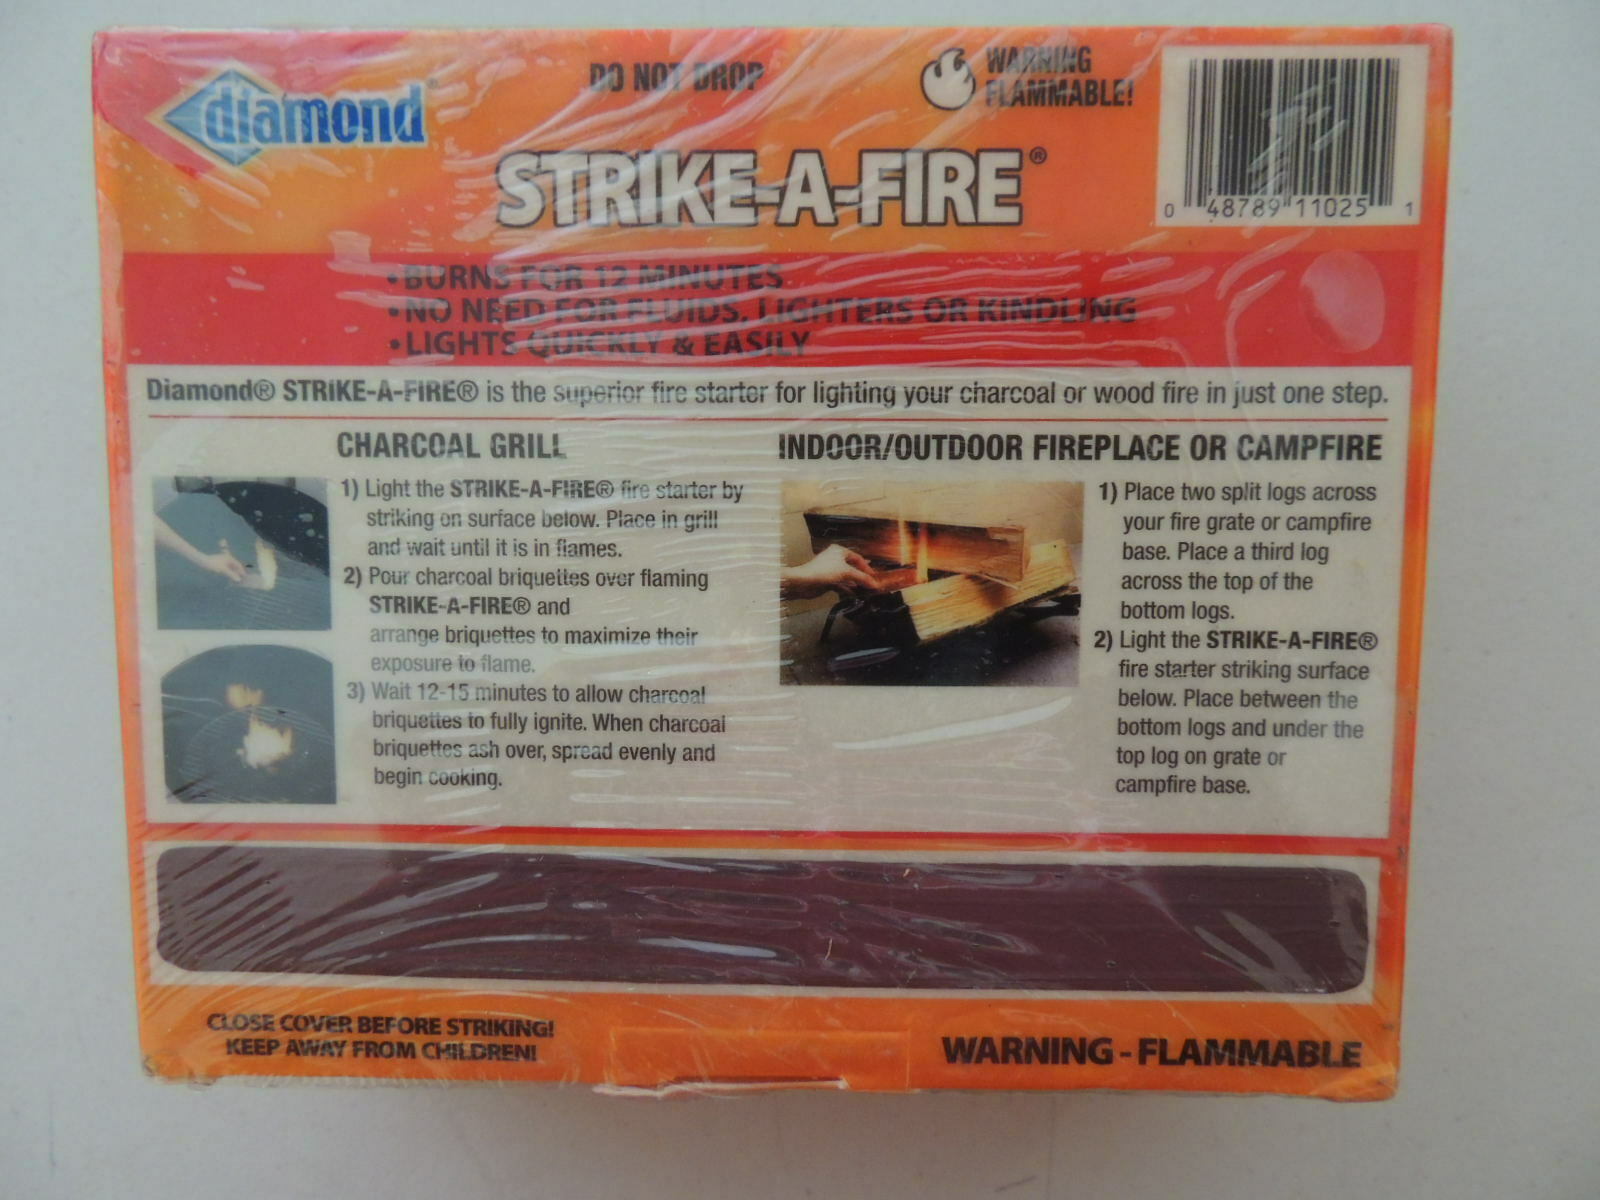 diamond®
DO NOT DROP
WARNING
FLAMMABLE!
STRIKE-A-FIRE®
0 48789 11025 1
•BURNS FOR 12 MINUTES
•NO NEED FOR FLUIDS, LIGHTERS OR KINDLING
•LIGHTS QUICKLY & EASILY
Diamond® STRIKE-A-FIRE® is the superior fire starter for lighting your charcoal or wood fire in just one step.
CHARCOAL GRILL
1) Light the STRIKE-A-FIRE® fire starter by
striking on surface below. Place in grill
and wait until it is in flames.
2) Pour charcoal briquettes over flaming
STRIKE-A-FIRE® and
arrange briquettes to maximize their
exposure to flame.
3) Wait 12-15 minutes to allow charcoal
briquettes to fully ignite. When charcoal
briquettes ash over, spread evenly and
begin cooking.
INDOOR/OUTDOOR FIREPLACE OR CAMPFIRE
1) Place two split logs across
your fire grate or campfire
base. Place a third log
across the top of the
bottom logs.
2) Light the STRIKE-A-FIRE®
fire starter striking surface
below. Place between the
bottom logs and under the
top log on grate or
campfire base.
CLOSE COVER BEFORE STRIKING!
KEEP AWAY FROM CHILDREN!
WARNING - FLAMMABLE